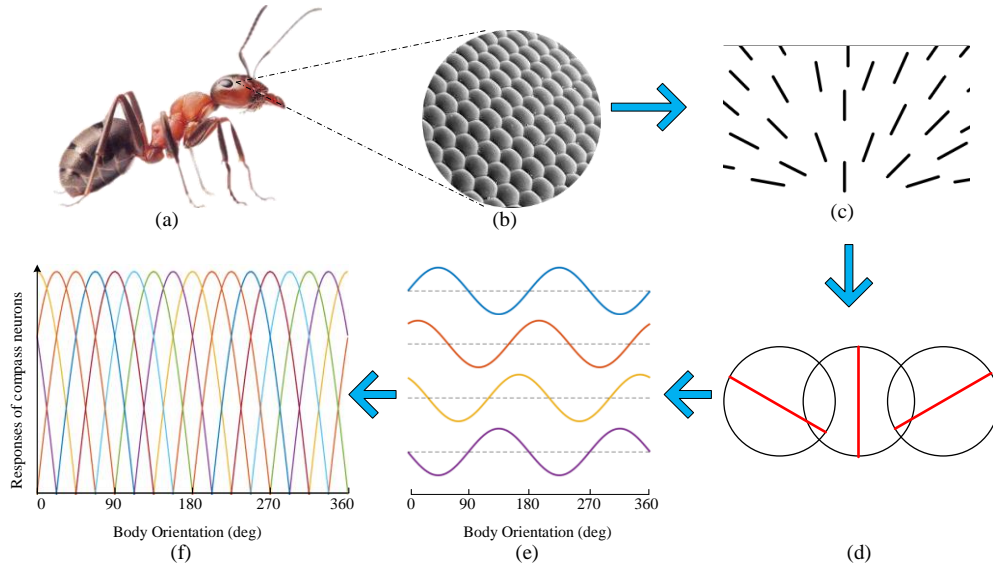 (a)
(b)
(c)
Responses of compass neurons
0 90 180 270 360
Body Orientation (deg)
(f)
0 90 180 270 360
Body Orientation (deg)
(e)
(d)